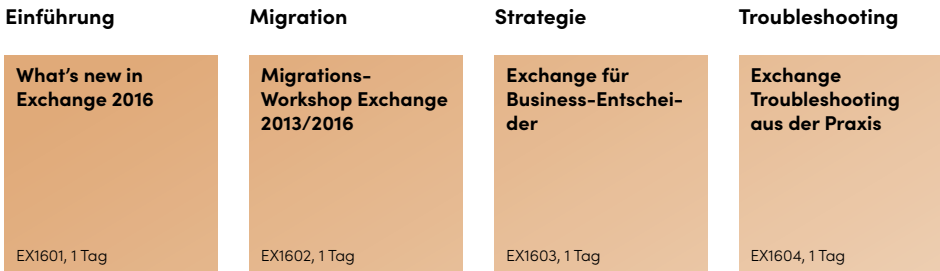 Einführung
What's new in
Exchange 2016
EX1601, 1 Tag
Migration
Migrations-
Workshop Exchange
2013/2016
EX1602, 1 Tag
Strategie
Exchange für
Business-Entschei-
der
EX1603, 1 Tag
Troubleshooting
Exchange
Troubleshooting
aus der Praxis
EX1604, 1 Tag